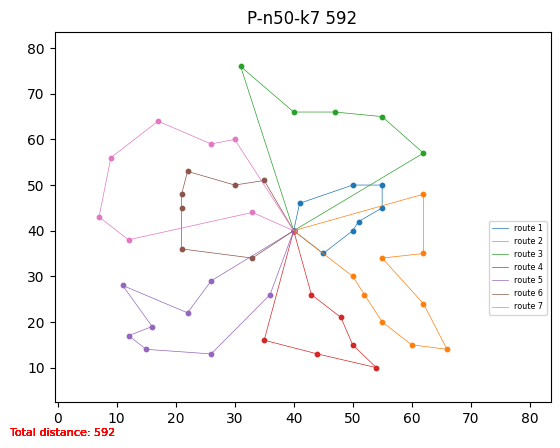 P-n50-k7 592
80
70
60
50
40
30
20
10
0 10 20 30 40 50 60 70 80
route 1
route 2
route 3
route 4
route 5
route 6
route 7
Total distance: 592